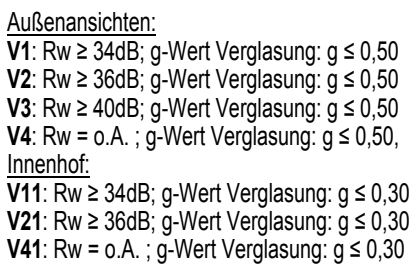 Außenansichten:
V1: Rw ≥ 34dB; g-Wert Verglasung: g ≤ 0,50
V2: Rw ≥ 36dB; g-Wert Verglasung: g ≤ 0,50
V3: Rw ≥ 40dB; g-Wert Verglasung: g ≤ 0,50
V4: Rw = o.A. ; g-Wert Verglasung: g ≤ 0,50,
Innenhof:
V11: Rw ≥ 34dB; g-Wert Verglasung: g ≤ 0,30
V21: Rw ≥ 36dB; g-Wert Verglasung: g ≤ 0,30
V41: Rw = o.A. ; g-Wert Verglasung: g ≤ 0,30